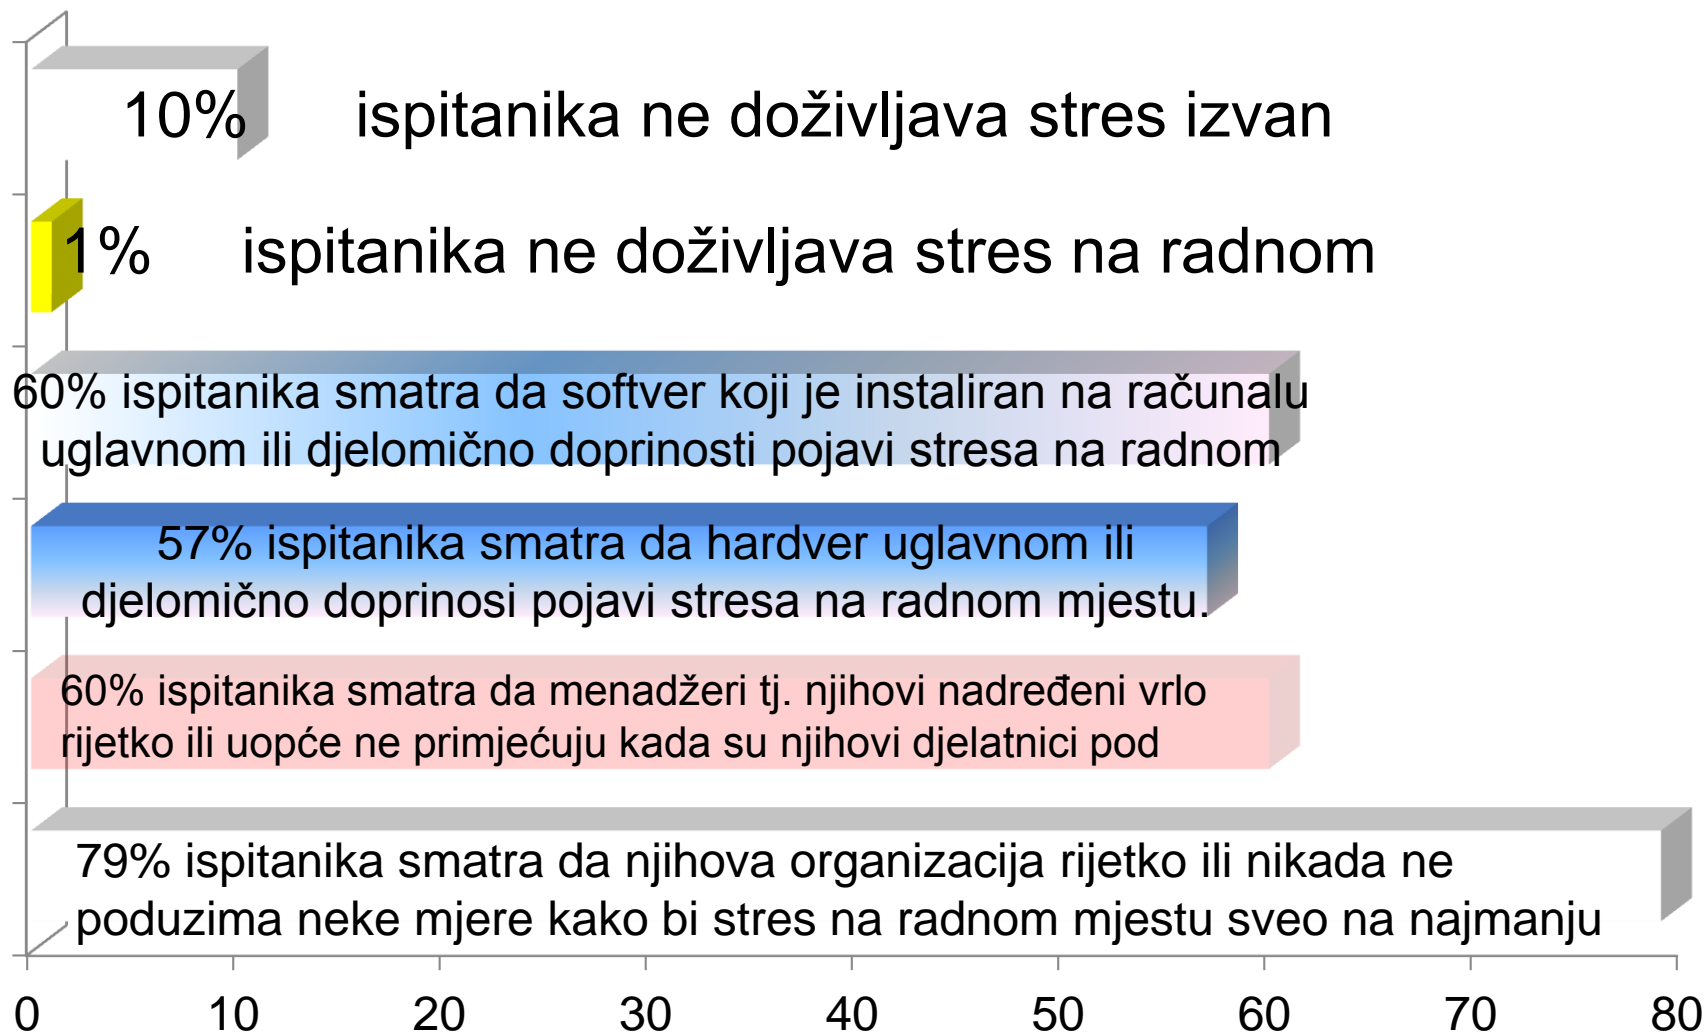 10% ispitanika ne doživljava stres izvan
1% ispitanika ne doživljava stres na radnom
60% ispitanika smatra da softver koji je instaliran na računalu
uglavnom ili djelomično doprinosti pojavi stresa na radnom
57% ispitanika smatra da hardver uglavnom ili
djelomično doprinosi pojavi stresa na radnom mjestu.
60% ispitanika smatra da menadžeri tj. njihovi nadređeni vrlo
rijetko ili uopće ne primjećuju kada su njihovi djelatnici pod
79% ispitanika smatra da njihova organizacija rijetko ili nikada ne
poduzima neke mjere kako bi stres na radnom mjestu sveo na najmanju
0 10 20 30 40 50 60 70 80